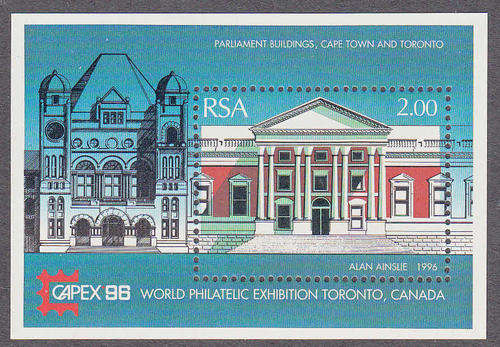 PARLIAMENT BUILDINGS, CAPE TOWN AND TORONTO
RSA 2.00
ALAN AINSLIE 1996
CAPEX 96 WORLD PHILATELIC EXHIBITION TORONTO, CANADA